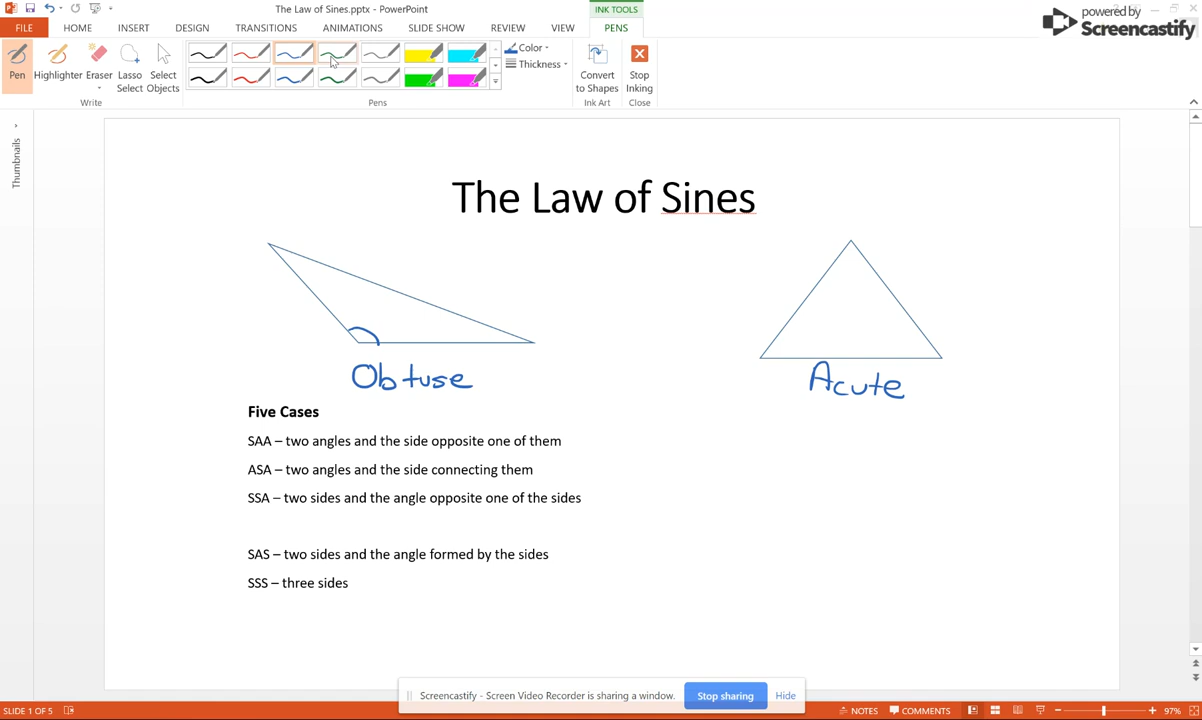 The Law of Sines.pptx - PowerPoint
INK TOOLS
powered by
Screencastify
FILE HOME INSERT DESIGN TRANSITIONS ANIMATIONS SLIDE SHOW REVIEW VIEW PENS
Pen Highlighter Eraser Lasso Select Select Objects
Color
Thickness
Convert to Shapes
Stop Inking
Write Pens Ink Art Close
Thumbnails
The Law of Sines
Obtuse
Acute
Five Cases
SAA – two angles and the side opposite one of them
ASA – two angles and the side connecting them
SSA – two sides and the angle opposite one of the sides
SAS – two sides and the angle formed by the sides
SSS – three sides
Screencastify - Screen Video Recorder is sharing a window. Stop sharing Hide
SLIDE 1 OF 5 NOTES COMMENTS 97%